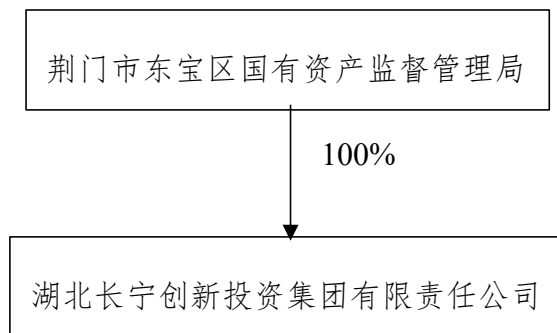 荆门市东宝区国有资产监督管理局
100%
湖北长宁创新投资集团有限责任公司